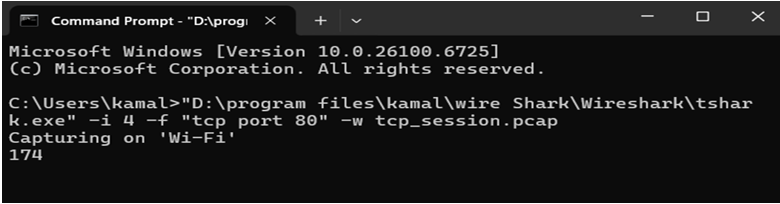 Command Prompt - "D:\progr
Microsoft Windows [Version 10.0.26100.6725]
(c) Microsoft Corporation. All rights reserved.
C:\Users\kamal>"D:\program files\kamal\wire Shark\Wireshark\tshar
k.exe" -i 4 -f "tcp port 80" -w tcp_session.pcap
Capturing on 'Wi-Fi'
174